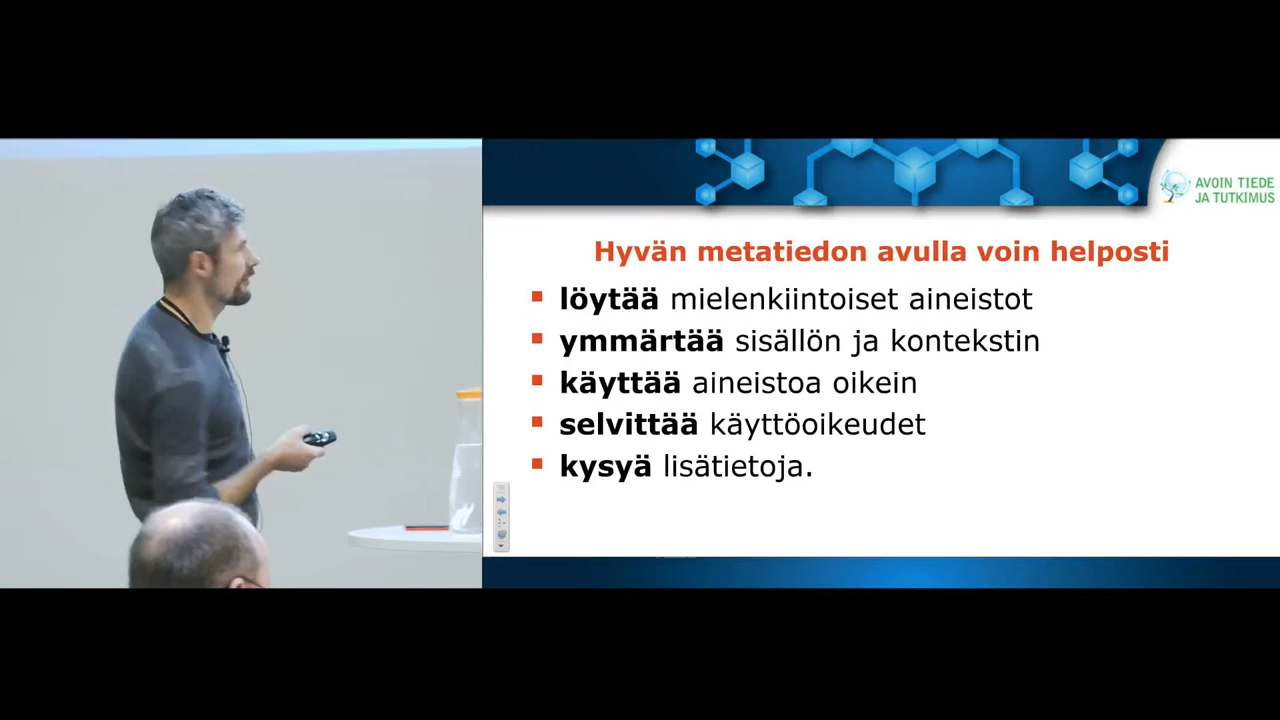 AVOIN TIEDE
JA TUTKIMUS
Hyvän metatiedon avulla voin helposti
löytää mielenkiintoiset aineistot
ymmärtää sisällön ja kontekstin
käyttää aineistoa oikein
selvittää käyttöoikeudet
kysyä lisätietoja.